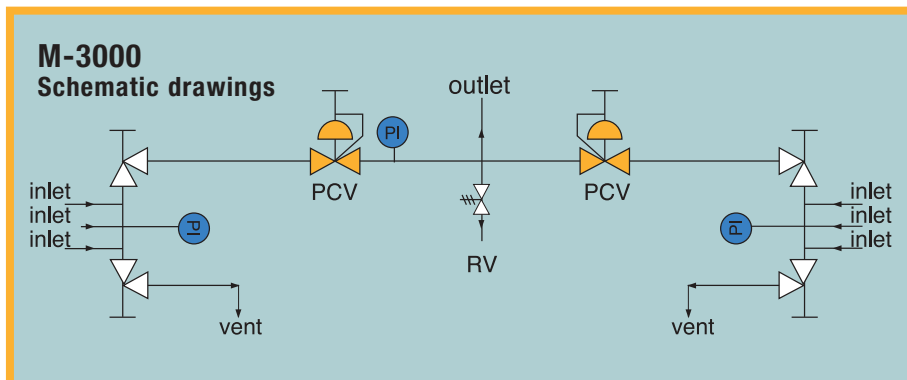 M-3000
Schematic drawings
outlet
PI
PCV
PCV
inlet
inlet
inlet
PI
RV
PI
inlet
inlet
inlet
vent
vent